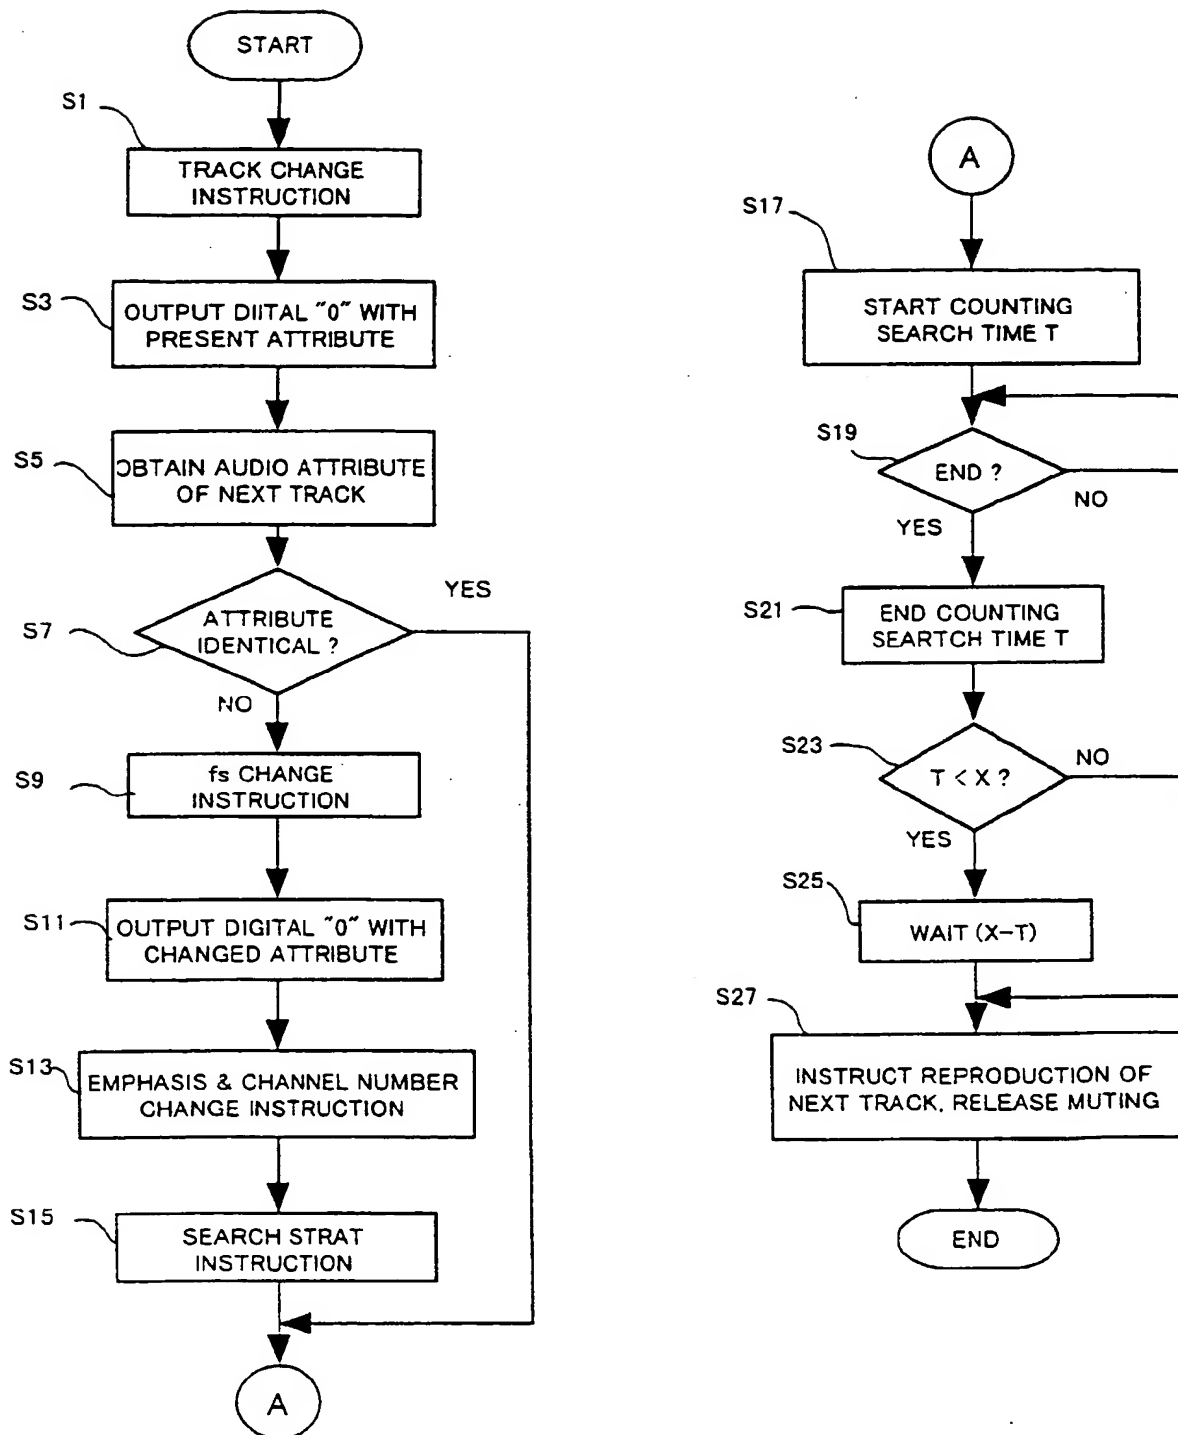 START
S1
TRACK CHANGE
INSTRUCTION
S3
OUTPUT DIITAL "0" WITH
PRESENT ATTRIBUTE
S5
OBTAIN AUDIO ATTRIBUTE
OF NEXT TRACK
YES
S7
ATTRIBUTE
IDENTICAL ?
NO
S9
fs CHANGE
INSTRUCTION
S11
OUTPUT DIGITAL "0" WITH
CHANGED ATTRIBUTE
S13
EMPHASIS & CHANNEL NUMBER
CHANGE INSTRUCTION
S15
SEARCH STRAT
INSTRUCTION
A
A
S17
START COUNTING
SEARCH TIME T
S19
END ?
NO
YES
S21
END COUNTING
SEARTCH TIME T
S23
T < X ?
NO
YES
S25
WAIT (X-T)
S27
INSTRUCT REPRODUCTION OF
NEXT TRACK, RELEASE MUTING
END